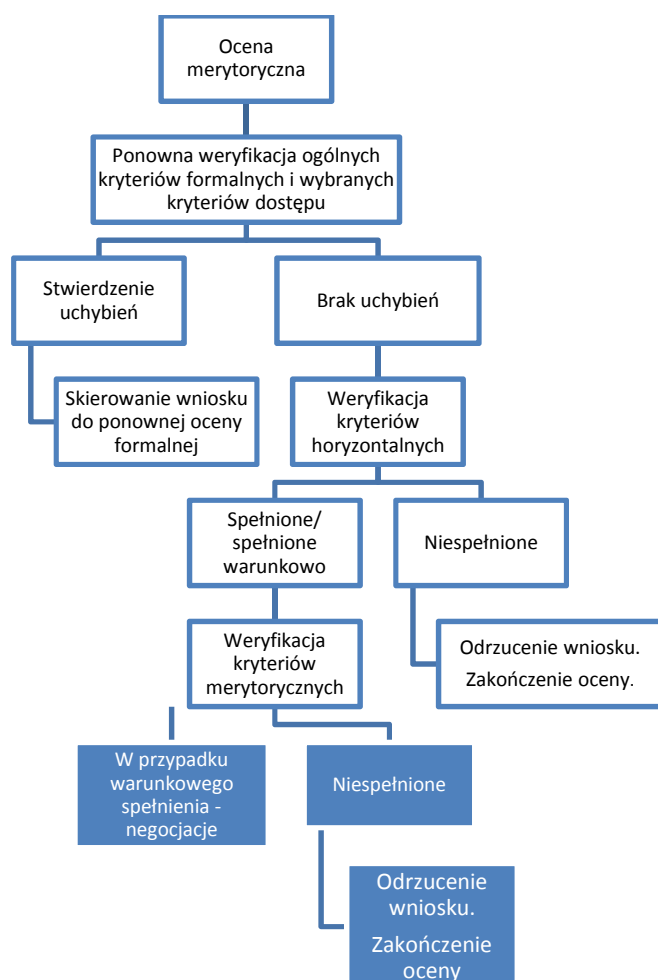 Ocena
merytoryczna
Ponowna weryfikacja ogólnych
kryteriów formalnych i wybranych
kryteriów dostępu
Stwierdzenie
uchybień
Brak uchybień
Skierowanie wniosku
do ponownej oceny
formalnej
Weryfikacja
kryteriów
horyzontalnych
Spełnione/
spełnione
warunkowo
Niespełnione
Weryfikacja
kryteriów
merytorycznych
Odrzucenie wniosku.
Zakończenie oceny.
W przypadku
warunkowego
spełnienia -
negocjacje
Niespełnione
Odrzucenie
wniosku.
Zakończenie
oceny